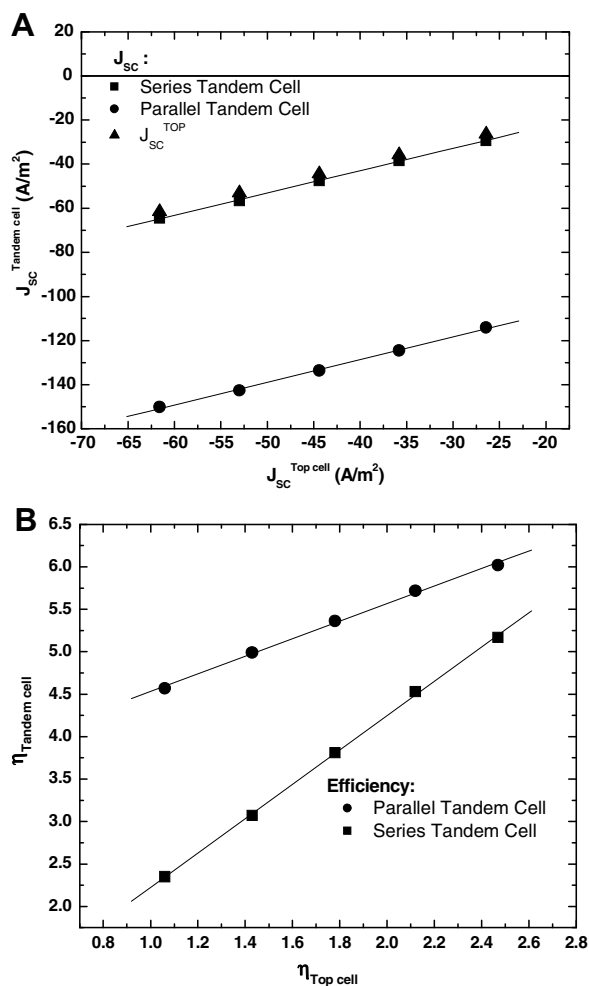 A
J_SC :
Series Tandem Cell
Parallel Tandem Cell
J_SC^TOP
20
0
-20
-40
-60
-80
-100
-120
-140
-160
J_SC^Tandem cell (A/m²)
-70 -65 -60 -55 -50 -45 -40 -35 -30 -25 -20
J_SC^Top cell (A/m²)
B
6.5
6.0
5.5
5.0
4.5
4.0
3.5
3.0
2.5
2.0
η_Tandem cell
Efficiency:
Parallel Tandem Cell
Series Tandem Cell
0.8 1.0 1.2 1.4 1.6 1.8 2.0 2.2 2.4 2.6 2.8
η_Top cell